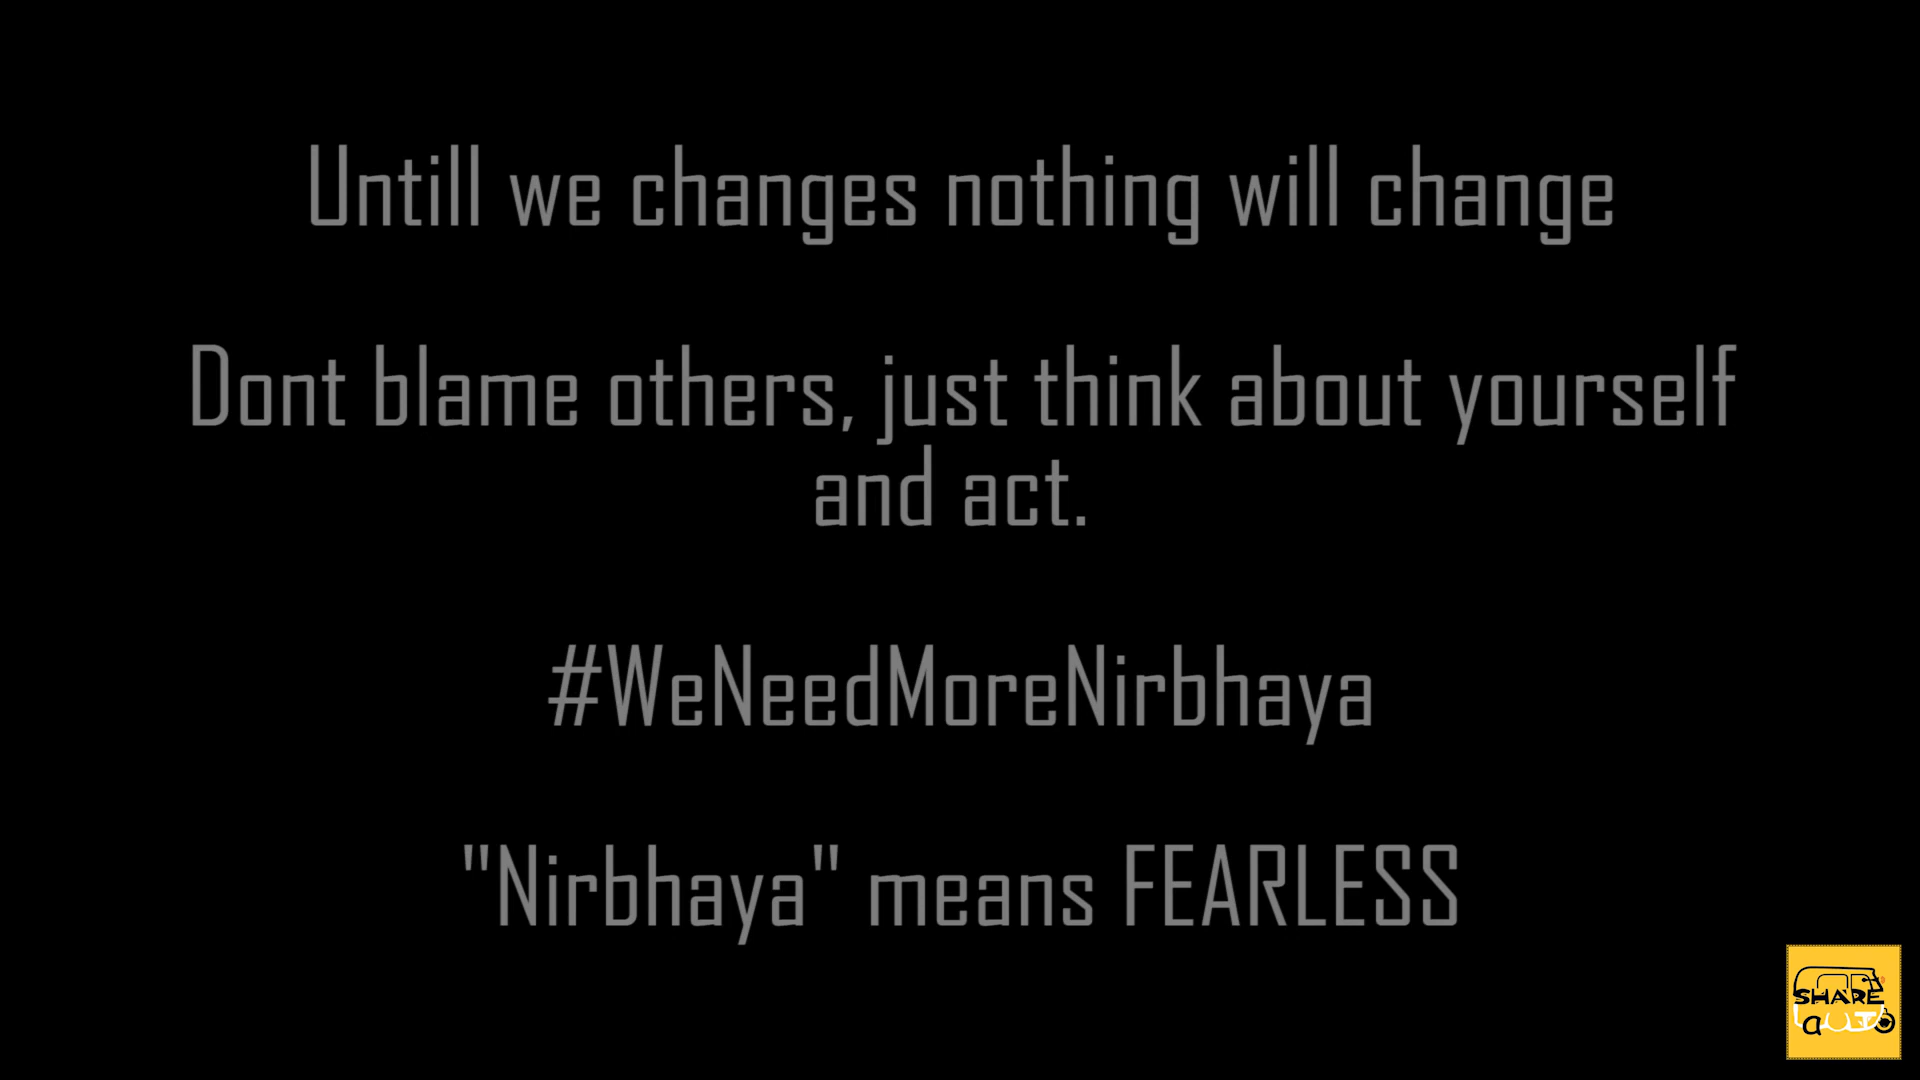 Untill we changes nothing will change
Dont blame others, just think about yourself
and act.
#WeNeedMoreNirbhaya
"Nirbhaya" means FEARLESS
SHARE
aUTO